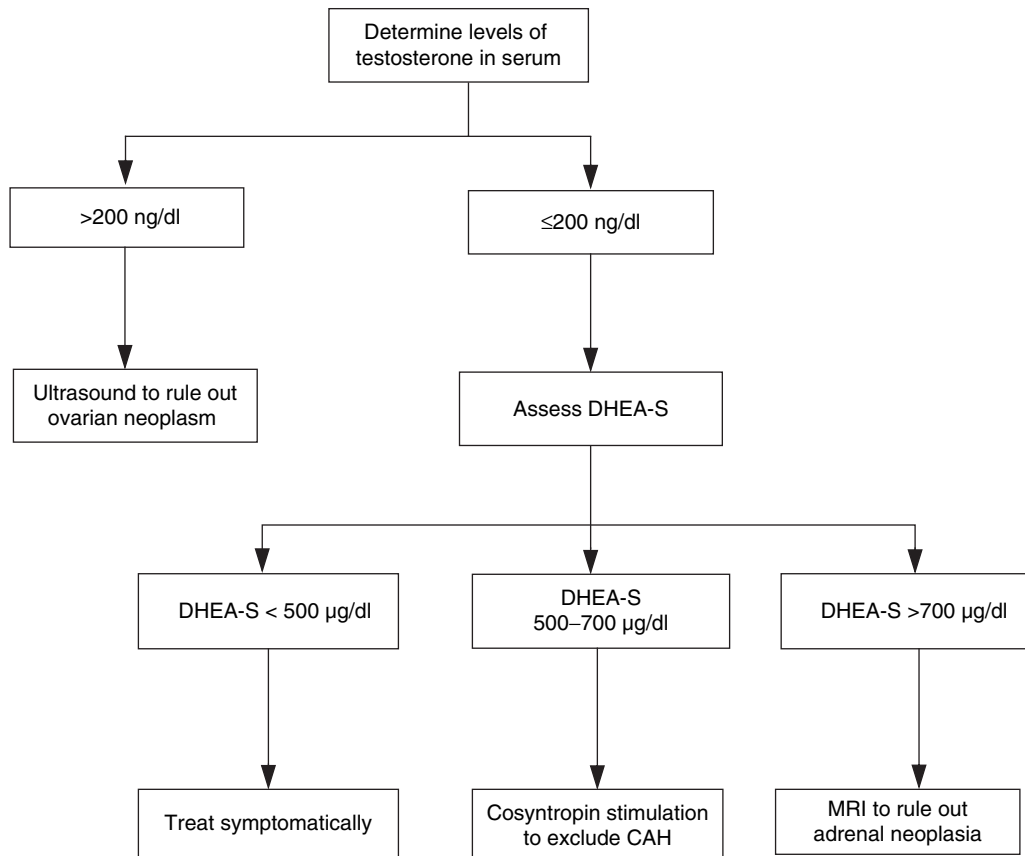 Determine levels of
testosterone in serum
>200 ng/dl
≤200 ng/dl
Ultrasound to rule out
ovarian neoplasm
Assess DHEA-S
DHEA-S < 500 µg/dl
DHEA-S
500–700 µg/dl
DHEA-S >700 µg/dl
Treat symptomatically
Cosyntropin stimulation
to exclude CAH
MRI to rule out
adrenal neoplasia